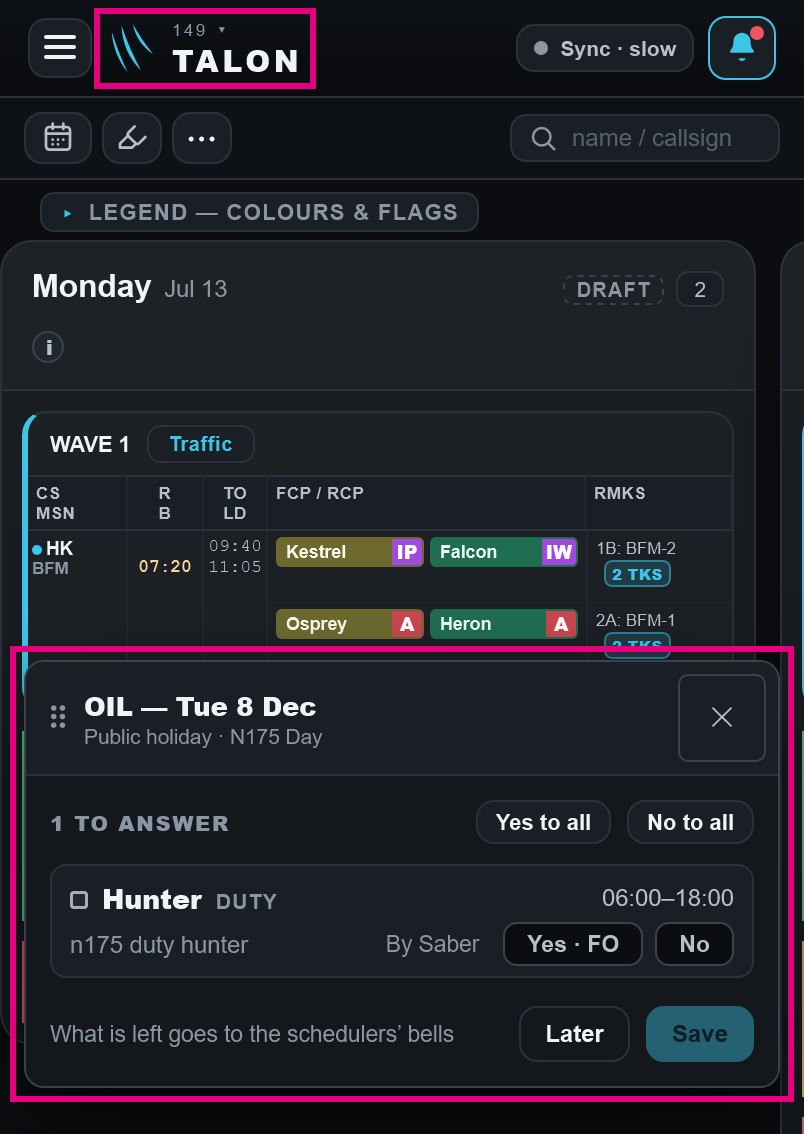 149 ▾
TALON
Sync · slow
name / callsign
▸ LEGEND — COLOURS & FLAGS
Monday Jul 13
DRAFT 2
i
WAVE 1 Traffic
CS MSN
R B
TO LD
FCP / RCP
RMKS
HK BFM
07:20
09:40 11:05
Kestrel IP Falcon IW
1B: BFM-2
2 TKS
Osprey A Heron A
2A: BFM-1
2 TKS
OIL — Tue 8 Dec
Public holiday · N175 Day
1 TO ANSWER
Yes to all No to all
Hunter DUTY 06:00–18:00
n175 duty hunter By Saber Yes · FO No
What is left goes to the schedulers’ bells Later Save